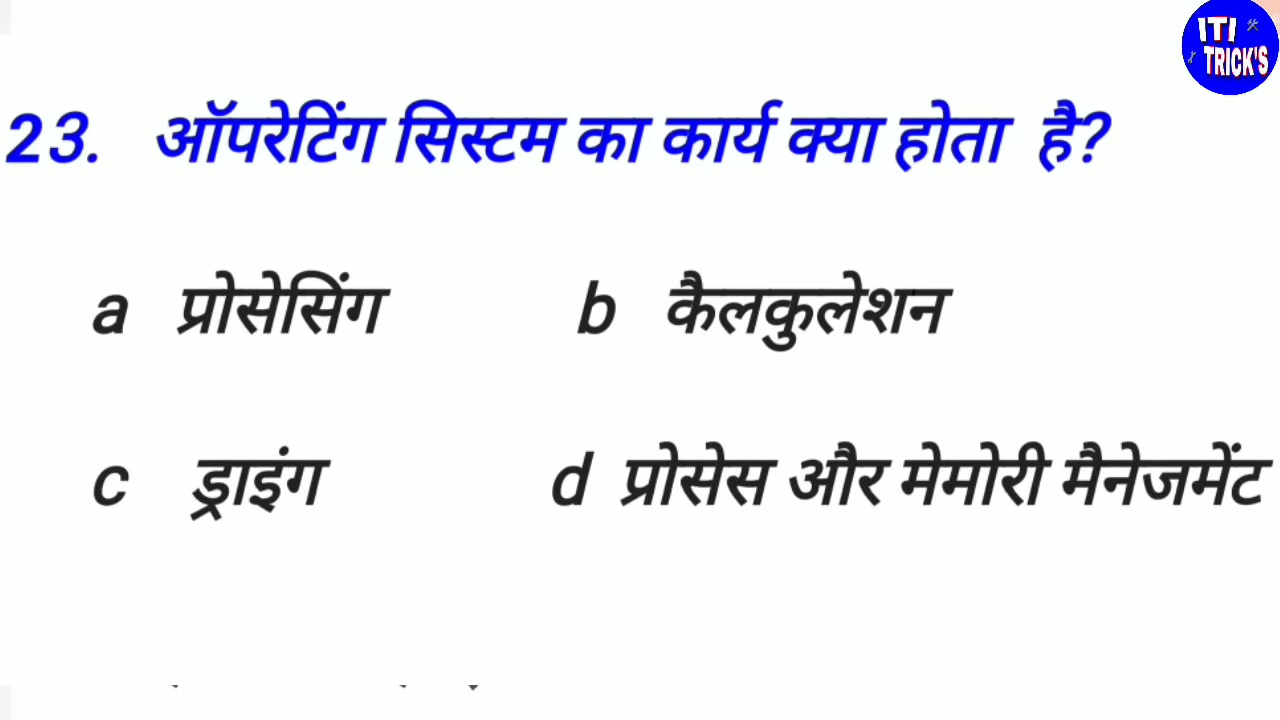 ITI
TRICK'S
23. ऑपरेटिंग सिस्टम का कार्य क्या होता है?
a प्रोसेसिंग b कैलकुलेशन
c ड्राइंग d प्रोसेस और मेमोरी मैनेजमेंट